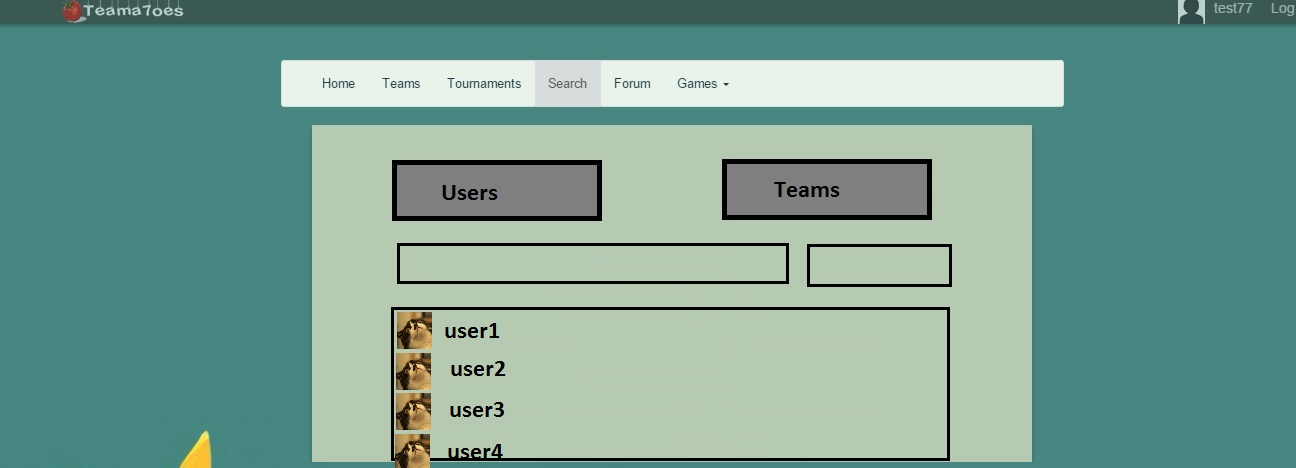 Teama7oes
test77 Log
Home Teams Tournaments Search Forum Games
Users Teams
user1
user2
user3
user4